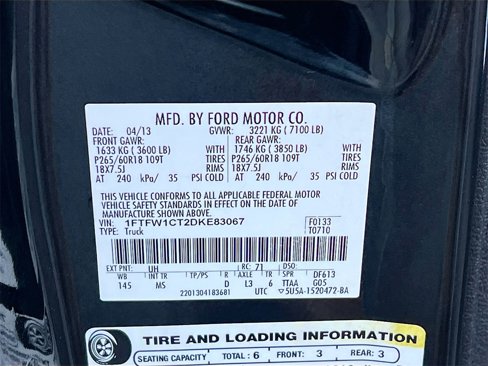 MFD. BY FORD MOTOR CO.
DATE: 04/13 GVWR: 3221 KG ( 7100 LB)
FRONT GAWR: REAR GAWR:
1633 KG ( 3600 LB) WITH 1746 KG ( 3850 LB) WITH
P265/60R18 109T TIRES P265/60R18 109T TIRES
18X7.5J RIMS 18X7.5J RIMS
AT 240 kPa/ 35 PSI COLD AT 240 kPa/ 35 PSI COLD
THIS VEHICLE CONFORMS TO ALL APPLICABLE FEDERAL MOTOR
VEHICLE SAFETY STANDARDS IN EFFECT ON THE DATE OF
MANUFACTURE SHOWN ABOVE.
VIN: 1FTFW1CT2DKE83067 F0133
TYPE: Truck T0710
EXT PNT: UH RC: 71 DSO:
WB INT TR TP/PS R AXLE TR SPR DF613
145 MS D L3 6 TTAA G05
2201304183681 UTC ▽5U5A-1520472-BA
TIRE AND LOADING INFORMATION
SEATING CAPACITY TOTAL : 6 FRONT: 3 REAR: 3